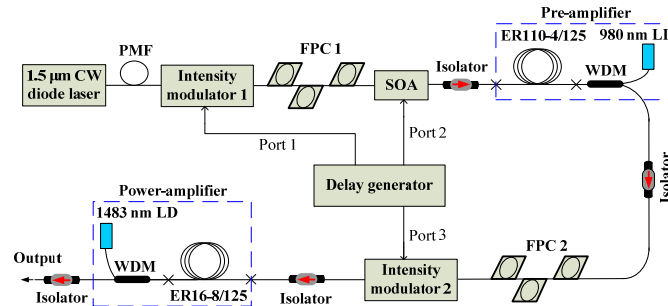 Pre-amplifier
ER110-4/125
980 nm LD
PMF
FPC 1
Isolator
WDM
1.5 μm CW
diode laser
Intensity
modulator 1
SOA
Port 1
Port 2
Isolator
Delay generator
Power-amplifier
1483 nm LD
Port 3
FPC 2
Output
WDM
Intensity
modulator 2
Isolator
ER16-8/125
Isolator